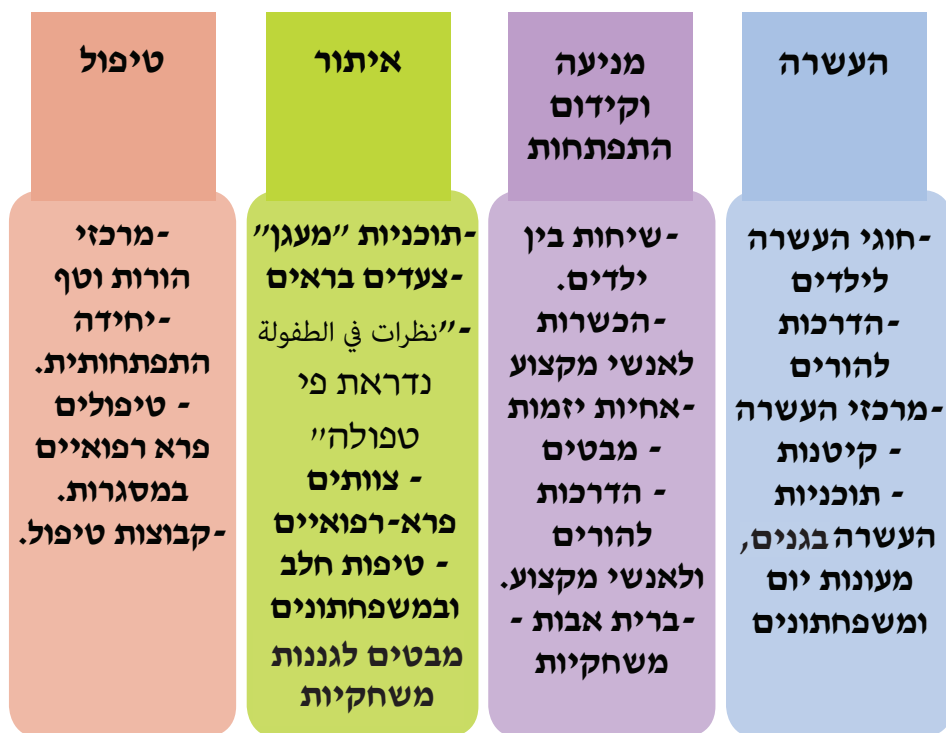 העשרה
-חוגי העשרה
לילדים
-הדרכות
להורים
-מרכזי העשרה
- קיטנות
- תוכניות
העשרה בגנים,
מעונות יום
ומשפחתונים
מניעה
וקידום
התפתחות
-שיחות בין
ילדים.
-הכשרות
לאנשי מקצוע
-אחיות יזמות
- מבטים
- הדרכות
להורים
ולאנשי מקצוע.
-ברית אבות -
משחקיות
איתור
-תוכניות "מעגן"
-צעדים בראים
-"نظرات في الطفولة
נדראת פי
טפולה"
- צוותים
פרא-רפואיים
- טיפות חלב
ובמשפחתונים
מבטים לגננות
משחקיות
טיפול
-מרכזי
הורות וטף
-יחידה
התפתחותית.
- טיפולים
פרא רפואיים
במסגרות.
-קבוצות טיפול.